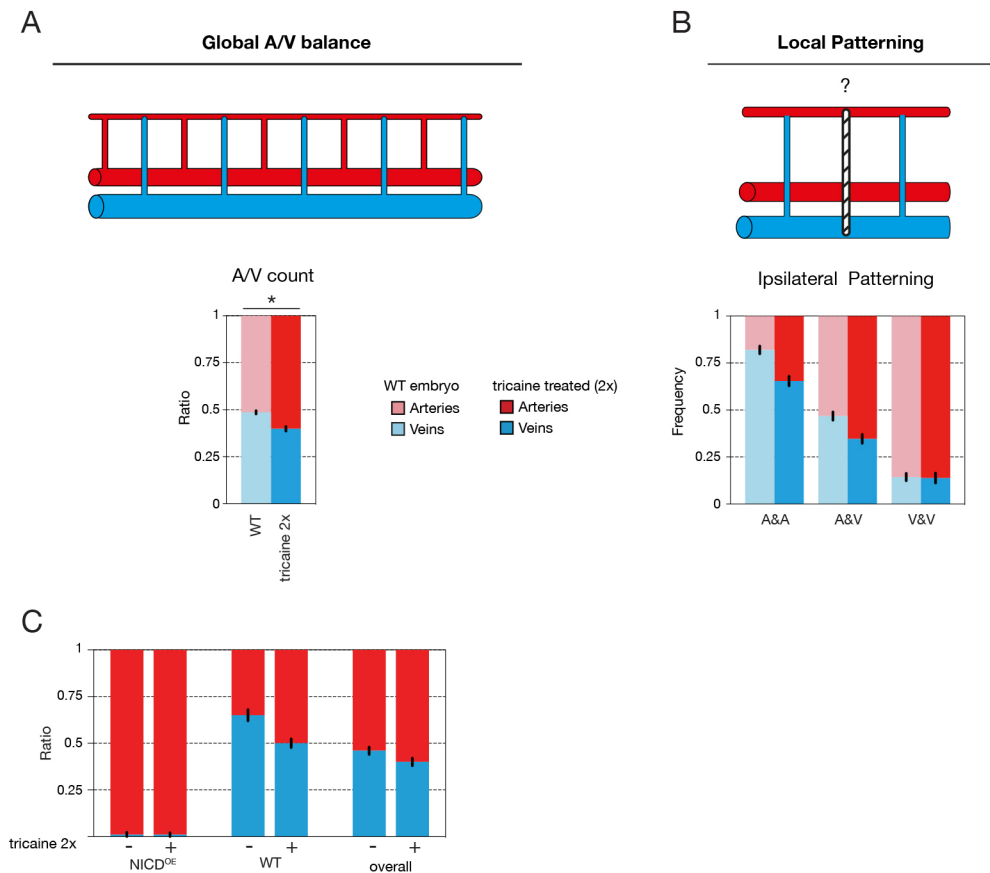 A
Global A/V balance
B
Local Patterning
?
A/V count
*
1
0.75
0.5
0.25
0
Ratio
WT
tricaine 2x
WT embryo
Arteries
Veins
tricaine treated (2x)
Arteries
Veins
Ipsilateral Patterning
1
0.75
0.5
0.25
0
Frequency
A&A
A&V
V&V
C
1
0.75
0.5
0.25
Ratio
tricaine 2x
- + - + - +
NICDOE
WT
overall